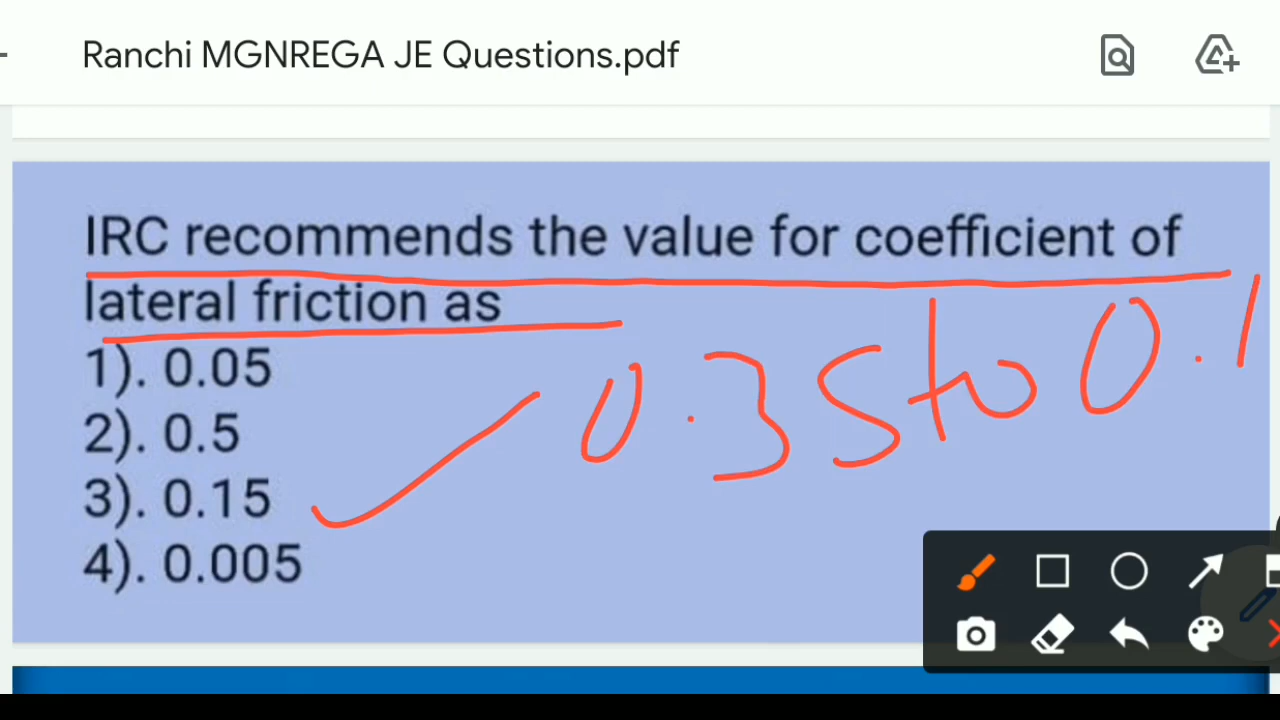 Ranchi MGNREGA JE Questions.pdf
IRC recommends the value for coefficient of
lateral friction as
1). 0.05
2). 0.5
3). 0.15
4). 0.005
0.35 to 0.1